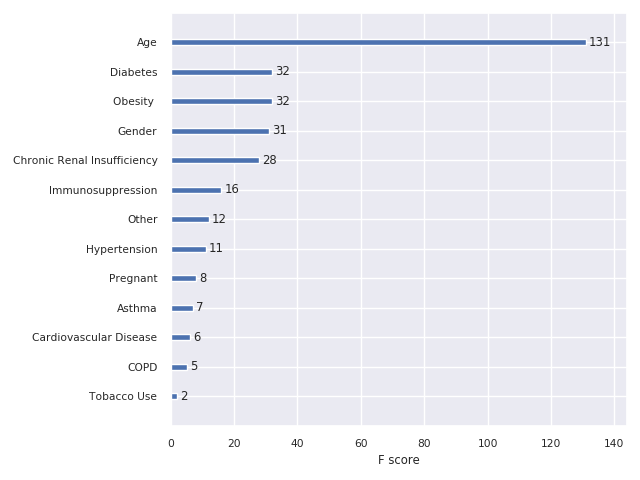 Age 131
Diabetes 32
Obesity 32
Gender 31
Chronic Renal Insufficiency 28
Immunosuppression 16
Other 12
Hypertension 11
Pregnant 8
Asthma 7
Cardiovascular Disease 6
COPD 5
Tobacco Use 2
0 20 40 60 80 100 120 140
F score